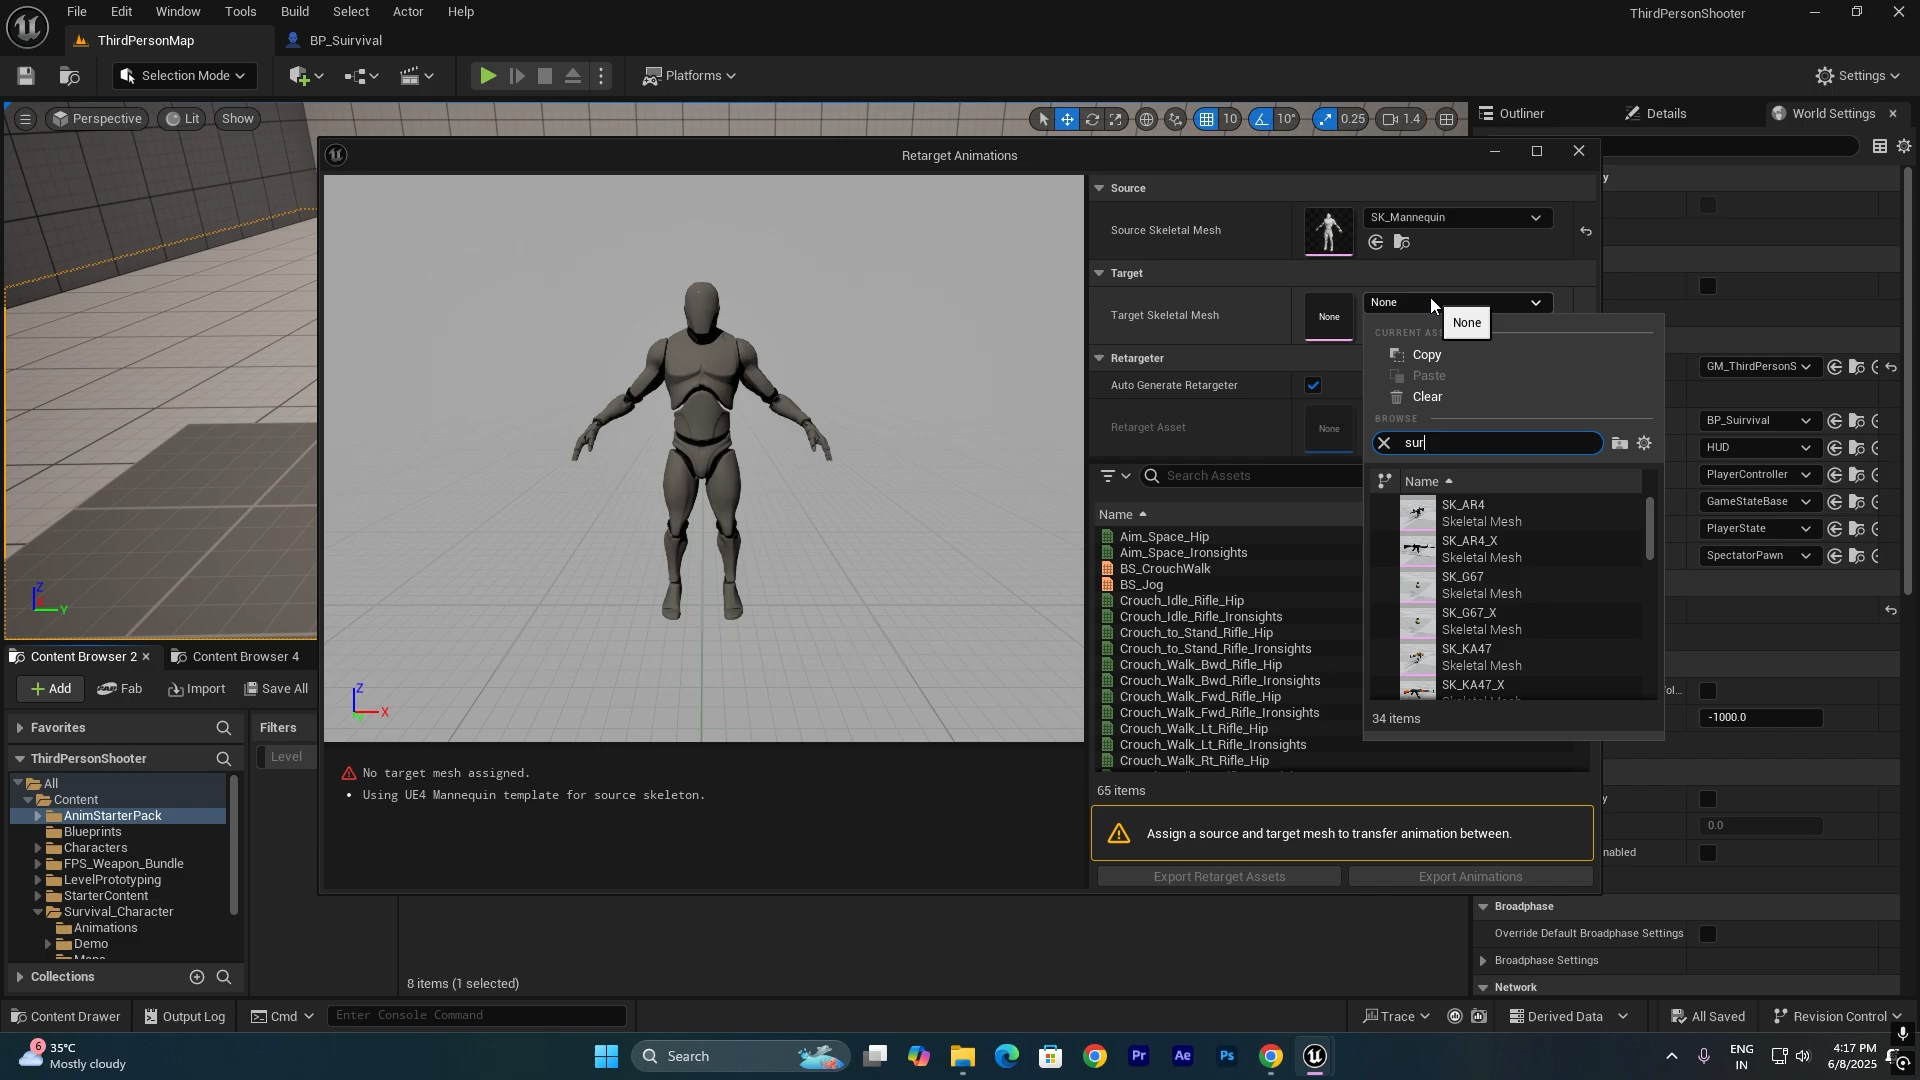 File Edit Window Tools Build Select Actor Help
ThirdPersonShooter
ThirdPersonMap
BP_Suirvival
Selection Mode
Platforms
Settings
Perspective
Lit
Show
10
10°
0.25
1.4
Outliner
Details
World Settings
Retarget Animations
Source
Source Skeletal Mesh
SK_Mannequin
Target
Target Skeletal Mesh
None
None
None
Retargeter
Auto Generate Retargeter
Retarget Asset
None
Copy
Paste
Clear
BROWSE
sur
Search Assets
Name
Aim_Space_Hip
Aim_Space_Ironsights
BS_CrouchWalk
BS_Jog
Crouch_Idle_Rifle_Hip
Crouch_Idle_Rifle_Ironsights
Crouch_to_Stand_Rifle_Hip
Crouch_to_Stand_Rifle_Ironsights
Crouch_Walk_Bwd_Rifle_Hip
Crouch_Walk_Bwd_Rifle_Ironsights
Crouch_Walk_Fwd_Rifle_Hip
Crouch_Walk_Fwd_Rifle_Ironsights
Crouch_Walk_Lt_Rifle_Hip
Crouch_Walk_Lt_Rifle_Ironsights
Crouch_Walk_Rt_Rifle_Hip
65 items
Name
SK_AR4
Skeletal Mesh
SK_AR4_X
Skeletal Mesh
SK_G67
Skeletal Mesh
SK_G67_X
Skeletal Mesh
SK_KA47
Skeletal Mesh
SK_KA47_X
34 items
Assign a source and target mesh to transfer animation between.
Export Retarget Assets
Export Animations
No target mesh assigned.
• Using UE4 Mannequin template for source skeleton.
Z
Y
Z
X
GM_ThirdPersonS
BP_Suirvival
HUD
PlayerController
GameStateBase
PlayerState
SpectatorPawn
-1000.0
0.0
Broadphase
Override Default Broadphase Settings
Broadphase Settings
Network
Content Browser 2
Content Browser 4
Add
Fab
Import
Save All
Favorites
Filters
Level
ThirdPersonShooter
All
Content
AnimStarterPack
Blueprints
Characters
FPS_Weapon_Bundle
LevelPrototyping
StarterContent
Survival_Character
Animations
Demo
Collections
8 items (1 selected)
Content Drawer
Output Log
Cmd
Enter Console Command
Trace
Derived Data
All Saved
Revision Control
6
35°C
Mostly cloudy
Search
Pr
Ae
Ps
ENG
IN
4:17 PM
6/8/2025